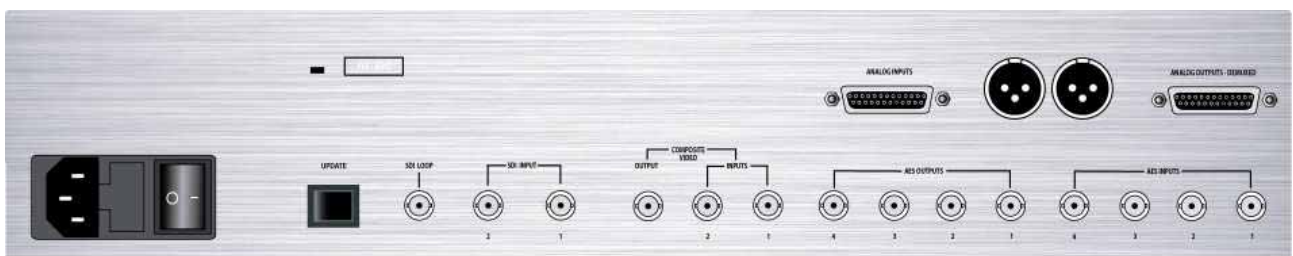 ANALOG INPUTS
ANALOG OUTPUTS - DEMUXED
UPDATE
SDI LOOP
SDI INPUT
OUTPUT
COMPOSITE
VIDEO
INPUTS
AES OUTPUTS
AES INPUTS
2
1
2
1
4
3
2
1
4
3
2
1